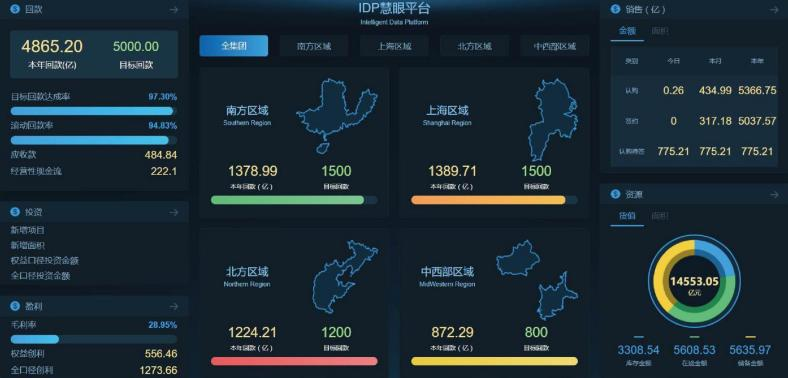 IDP慧眼平台
Intelligent Data Platform
回款
4865.20
5000.00
本年回款(亿)
目标回款
目标回款达成率
97.30%
滚动回款率
94.83%
应收款
484.84
经营性现金流
222.1
投资
新增项目
新增面积
权益口径投资金额
全口径投资金额
盈利
毛利率
28.95%
权益创利
556.46
全口径创利
1273.66
全集团
南方区域
上海区域
北方区域
中西部区域
南方区域
Southern Region
1378.99
1500
本年回款（亿）
目标回款
上海区域
Shanghai Region
1389.71
1500
本年回款（亿）
目标回款
北方区域
Northern Region
1224.21
1200
本年回款（亿）
目标回款
中西部区域
MidWestern Region
872.29
800
本年回款（亿）
目标回款
销售（亿）
金额
面积
类别
今日
本月
本年
认购
0.26
434.99
5366.75
签约
0
317.18
5037.57
认购待签
775.21
775.21
775.21
资源
货值
面积
14553.05
亿元
3308.54
5608.53
5635.97
库存金额
在途金额
储备金额